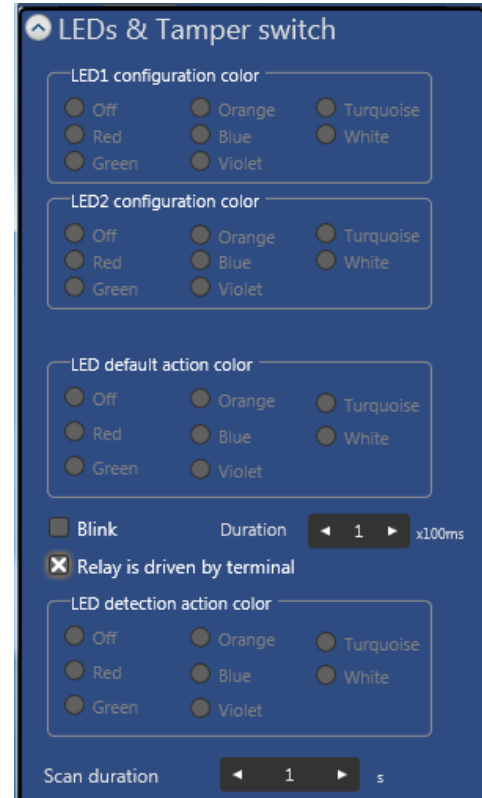 LEDs & Tamper switch
LED1 configuration color
Off Orange Turquoise
Red Blue White
Green Violet
LED2 configuration color
Off Orange Turquoise
Red Blue White
Green Violet
LED default action color
Off Orange Turquoise
Red Blue White
Green Violet
Blink Duration 1 x100ms
Relay is driven by terminal
LED detection action color
Off Orange Turquoise
Red Blue White
Green Violet
Scan duration 1 s